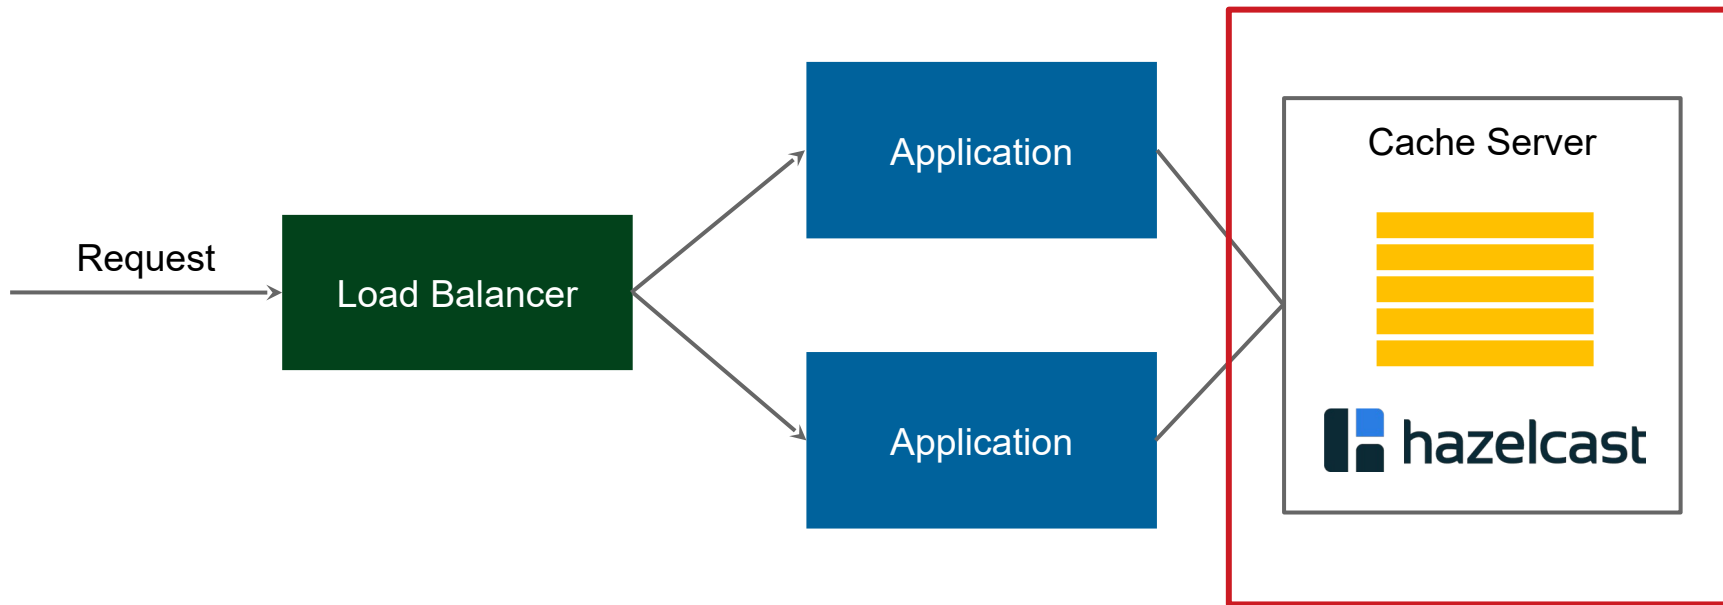 Request
Load Balancer
Application
Application
Cache Server
hazelcast